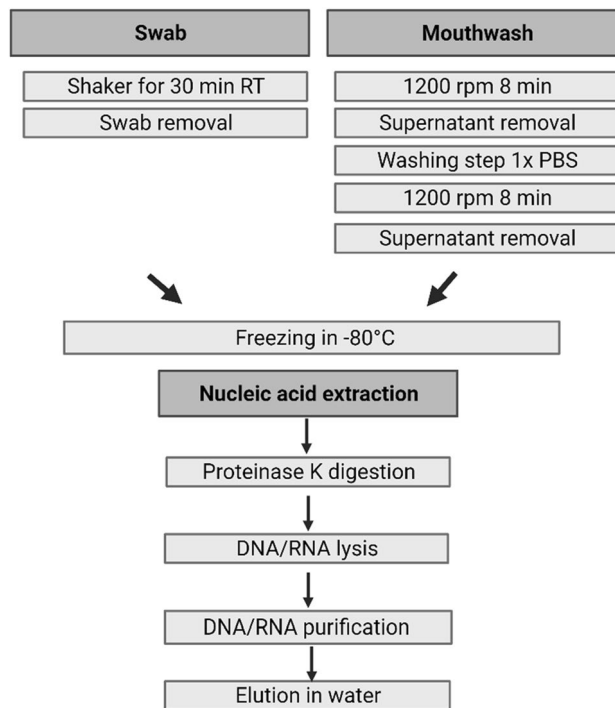 Swab
Shaker for 30 min RT
Swab removal
Mouthwash
1200 rpm 8 min
Supernatant removal
Washing step 1x PBS
1200 rpm 8 min
Supernatant removal
Freezing in -80°C
Nucleic acid extraction
Proteinase K digestion
DNA/RNA lysis
DNA/RNA purification
Elution in water